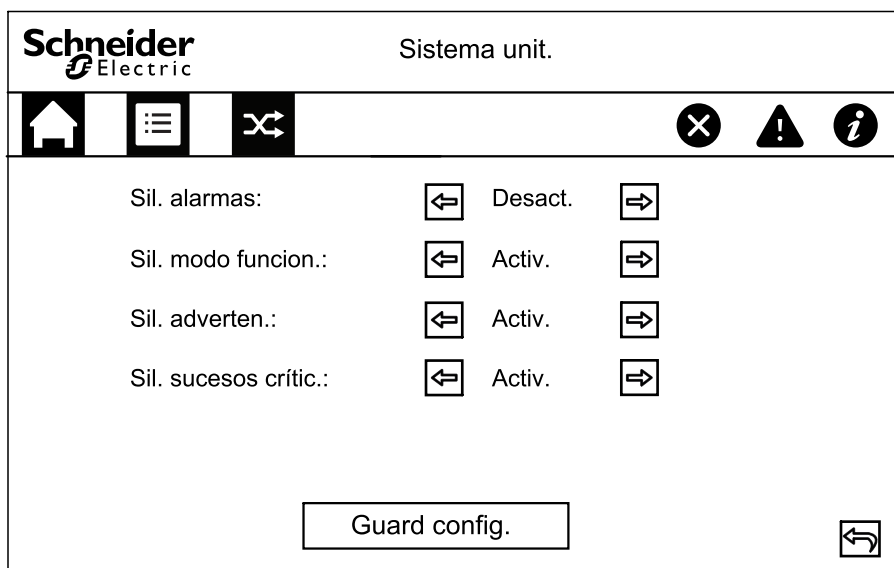 Schneider
Electric
Sistema unit.
Sil. alarmas: Desact.
Sil. modo funcion.: Activ.
Sil. adverten.: Activ.
Sil. sucesos crític.: Activ.
Guard config.